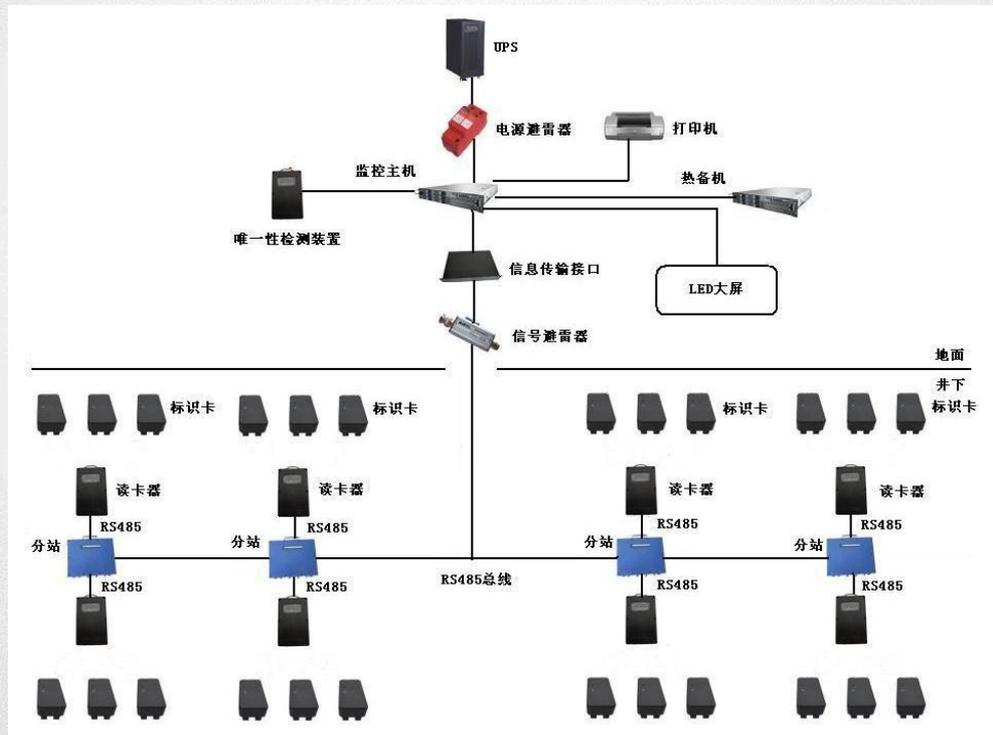 UPS
电源避雷器
打印机
监控主机
热备机
唯一性检测装置
信息传输接口
LED大屏
信号避雷器
地面
井下
标识卡
标识卡
标识卡
标识卡
读卡器
读卡器
读卡器
读卡器
RS485
RS485
RS485
RS485
分站
分站
分站
分站
RS485总线
RS485
RS485
RS485
RS485